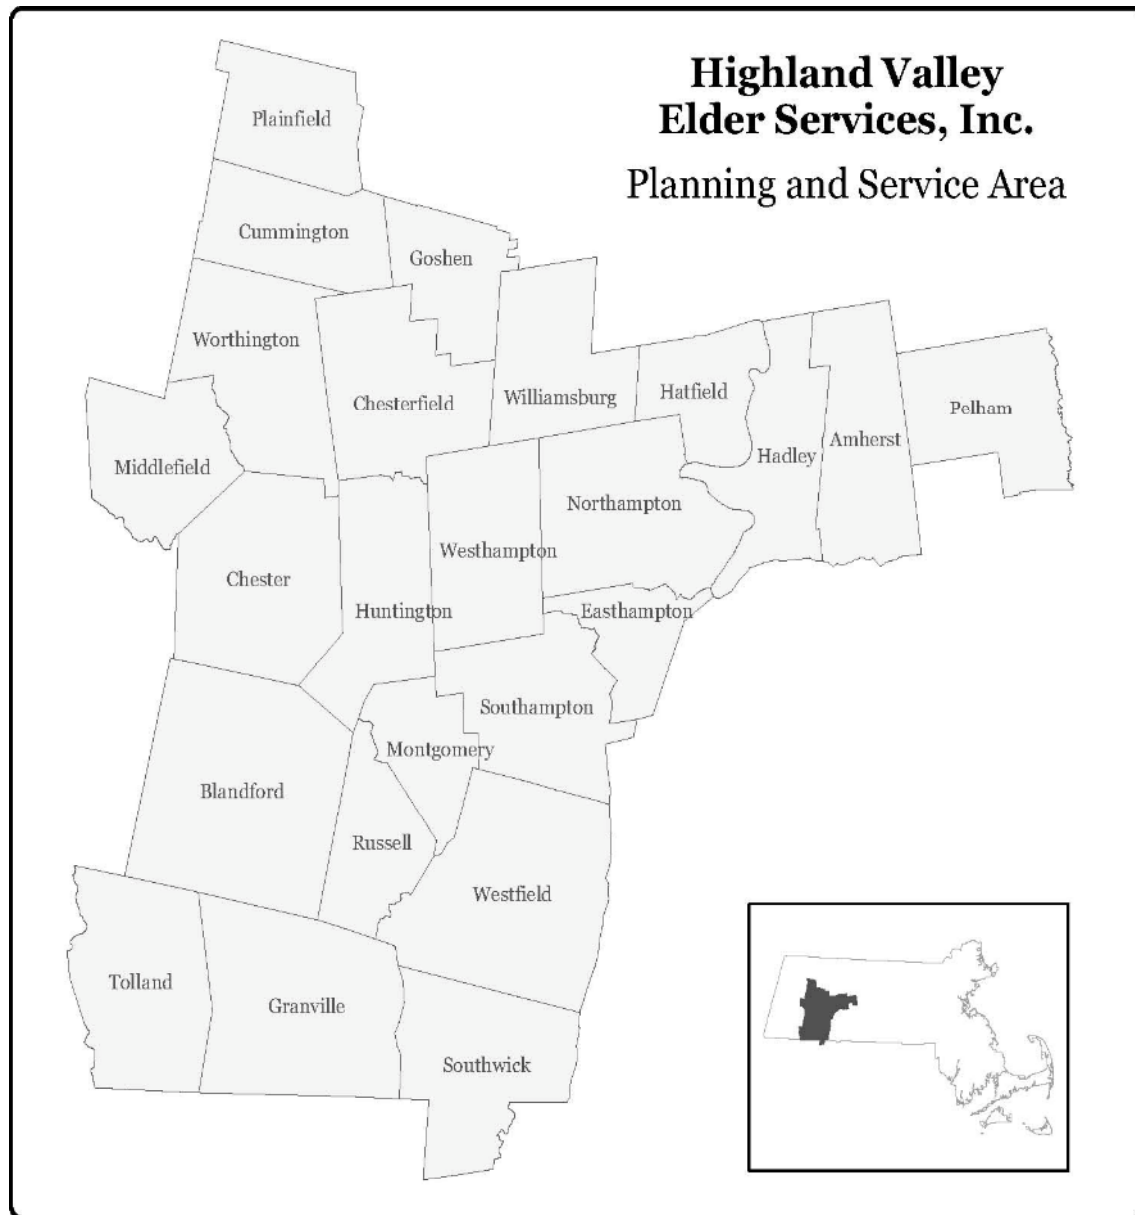 Highland Valley
Elder Services, Inc.
Planning and Service Area
Plainfield
Cummington
Goshen
Worthington
Chesterfield
Williamsburg
Hatfield
Pelham
Middlefield
Hadley
Amherst
Northampton
Westhampton
Chester
Huntington
Easthampton
Southampton
Montgomery
Blandford
Russell
Westfield
Tolland
Granville
Southwick